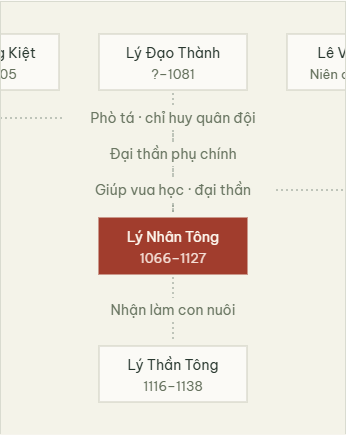 g Kiệt
Lý Đạo Thành
Lê V
05
?–1081
Niên đ
Phò tá · chỉ huy quân đội
Đại thần phụ chính
Giúp vua học · đại thần
Lý Nhân Tông
1066–1127
Nhận làm con nuôi
Lý Thần Tông
1116–1138